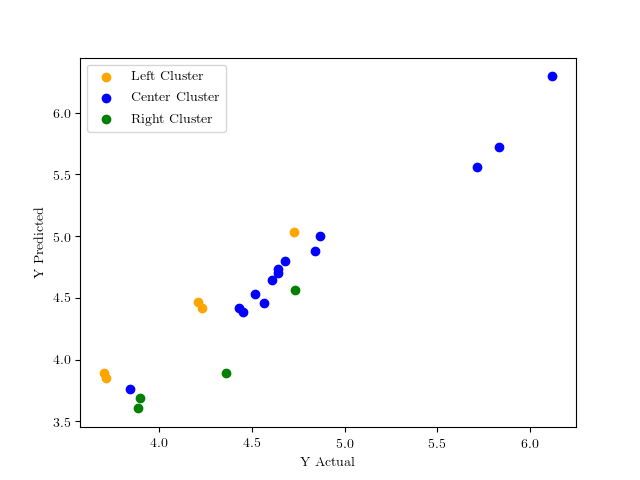 Left Cluster
Center Cluster
Right Cluster
6.0
5.5
5.0
4.5
4.0
3.5
Y Predicted
4.0 4.5 5.0 5.5 6.0
Y Actual